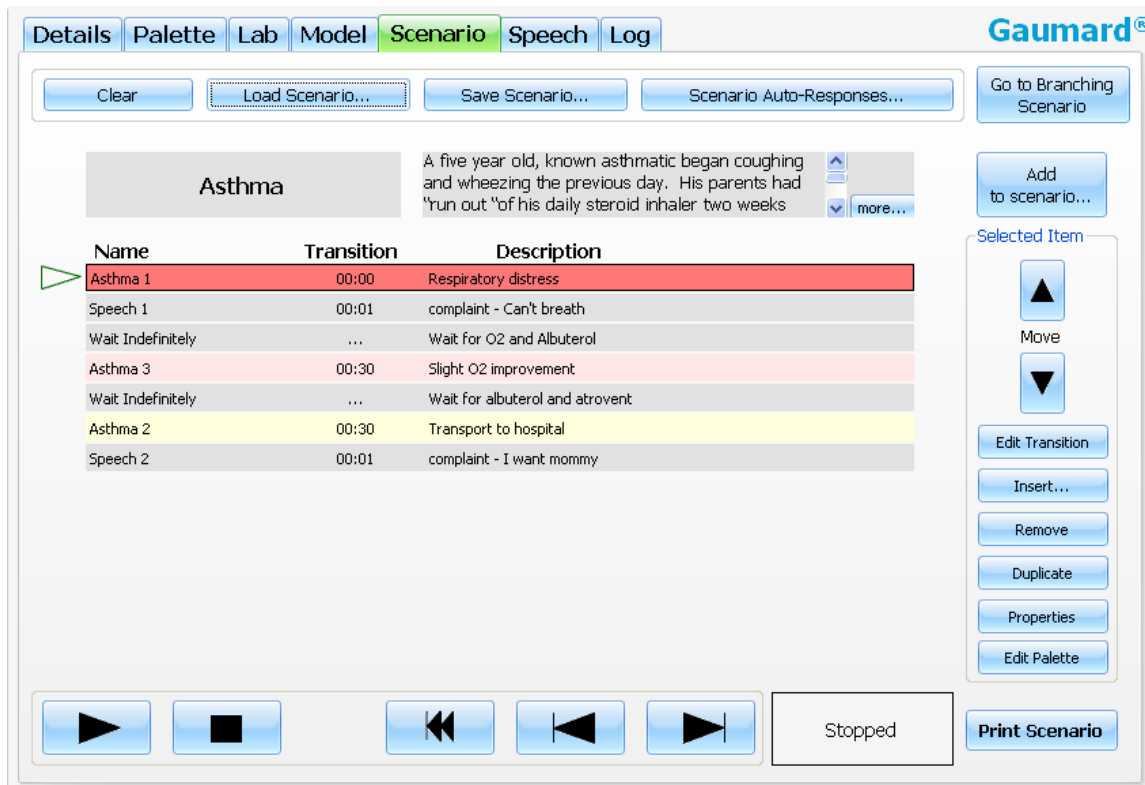 Details Palette Lab Model Scenario Speech Log
Gaumard®
Clear Load Scenario... Save Scenario... Scenario Auto-Responses...
Go to Branching
Scenario
Asthma
A five year old, known asthmatic began coughing
and wheezing the previous day. His parents had
"run out "of his daily steroid inhaler two weeks
more...
Add
to scenario...
Name Transition Description
Asthma 1 00:00 Respiratory distress
Speech 1 00:01 complaint - Can't breath
Wait Indefinitely ... Wait for O2 and Albuterol
Asthma 3 00:30 Slight O2 improvement
Wait Indefinitely ... Wait for albuterol and atrovent
Asthma 2 00:30 Transport to hospital
Speech 2 00:01 complaint - I want mommy
Selected Item
Move
Edit Transition
Insert...
Remove
Duplicate
Properties
Edit Palette
Stopped
Print Scenario